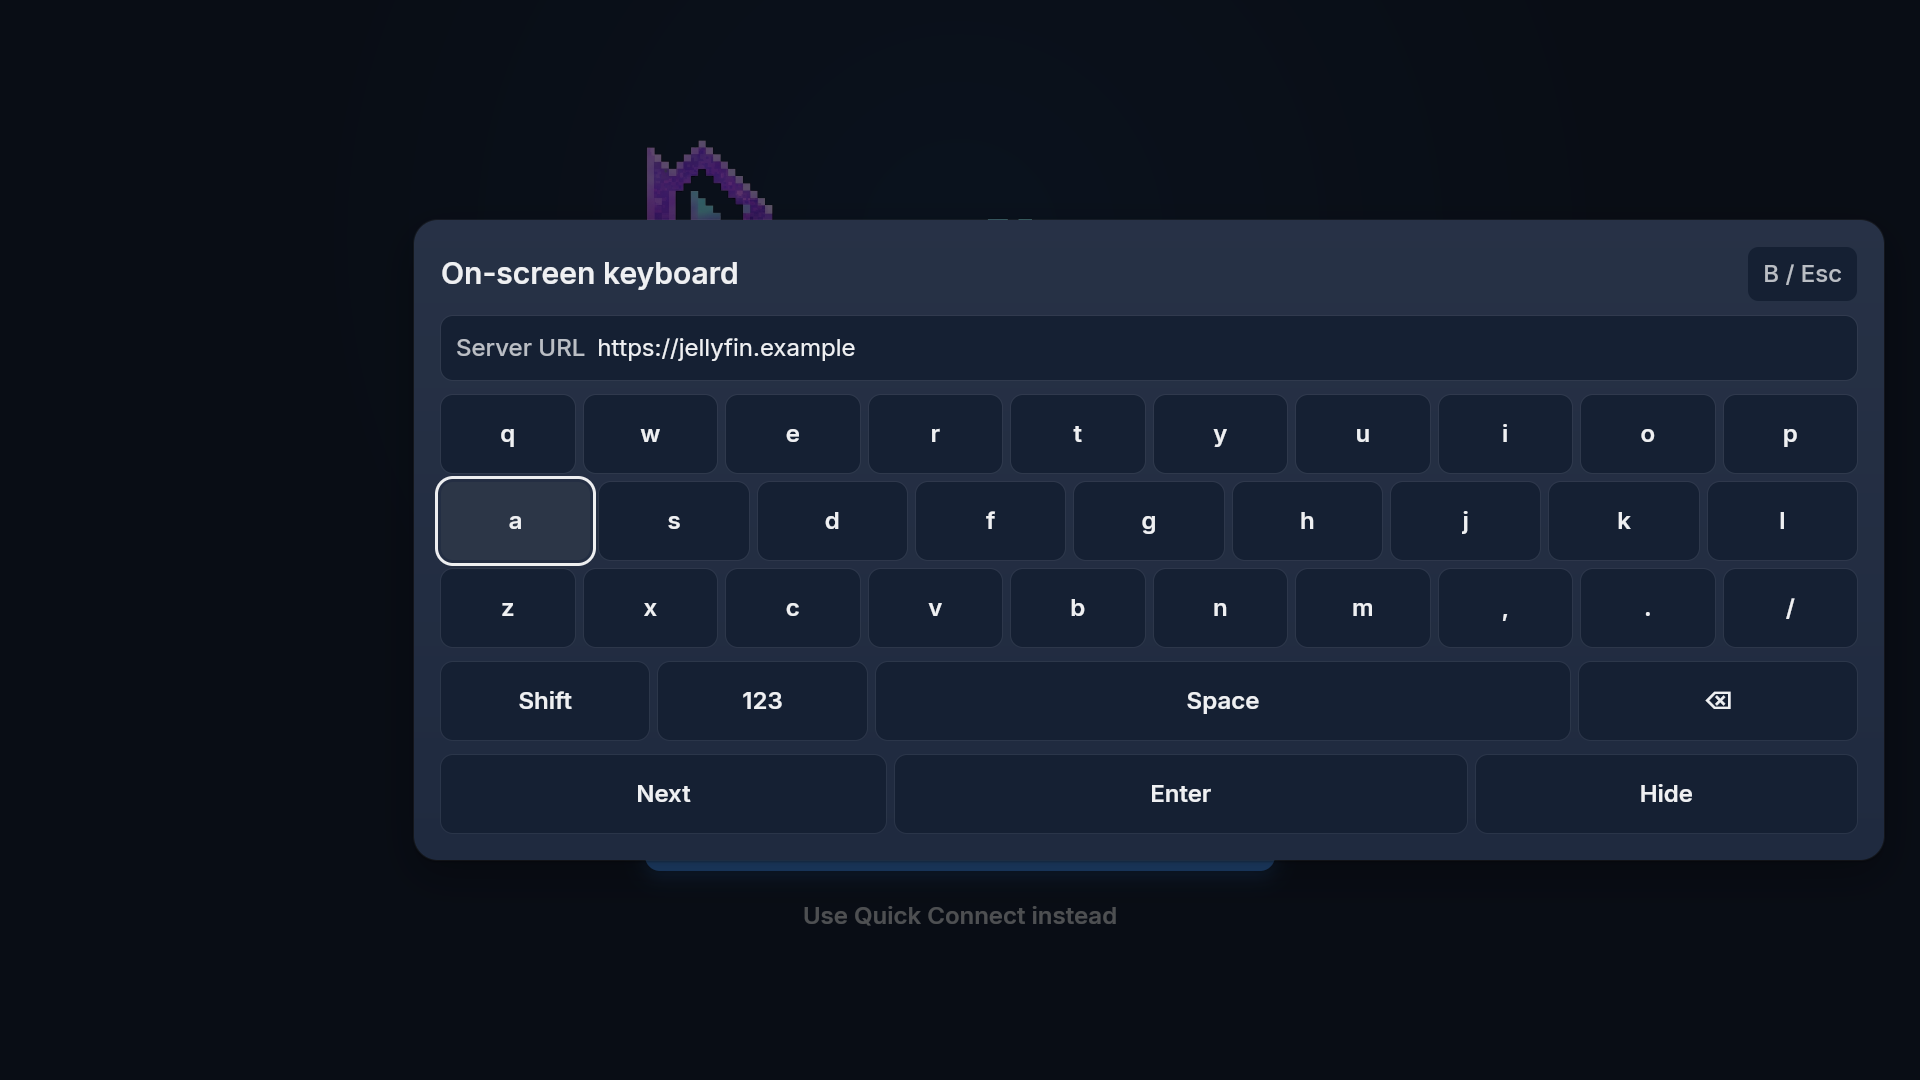 On-screen keyboard B / Esc
Server URL https://jellyfin.example
q w e r t y u i o p
a s d f g h j k l
z x c v b n m , . /
Shift 123 Space ⌫
Next Enter Hide
Use Quick Connect instead